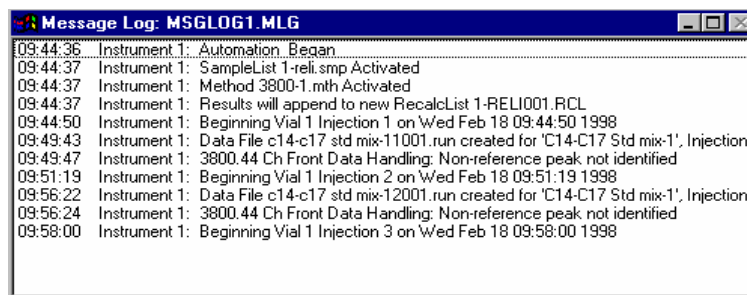 Message Log: MSGLOG1.MLG
09:44:36 Instrument 1: Automation Began
09:44:37 Instrument 1: SampleList 1-reli.smp Activated
09:44:37 Instrument 1: Method 3800-1.mth Activated
09:44:37 Instrument 1: Results will append to new RecalcList 1-RELI001.RCL
09:44:50 Instrument 1: Beginning Vial 1 Injection 1 on Wed Feb 18 09:44:50 1998
09:49:43 Instrument 1: Data File c14-c17 std mix-11001.run created for 'C14-C17 Std mix-1', Injection
09:49:47 Instrument 1: 3800.44 Ch Front Data Handling: Non-reference peak not identified
09:51:19 Instrument 1: Beginning Vial 1 Injection 2 on Wed Feb 18 09:51:19 1998
09:56:22 Instrument 1: Data File c14-c17 std mix-12001.run created for 'C14-C17 Std mix-1', Injection
09:56:24 Instrument 1: 3800.44 Ch Front Data Handling: Non-reference peak not identified
09:58:00 Instrument 1: Beginning Vial 1 Injection 3 on Wed Feb 18 09:58:00 1998